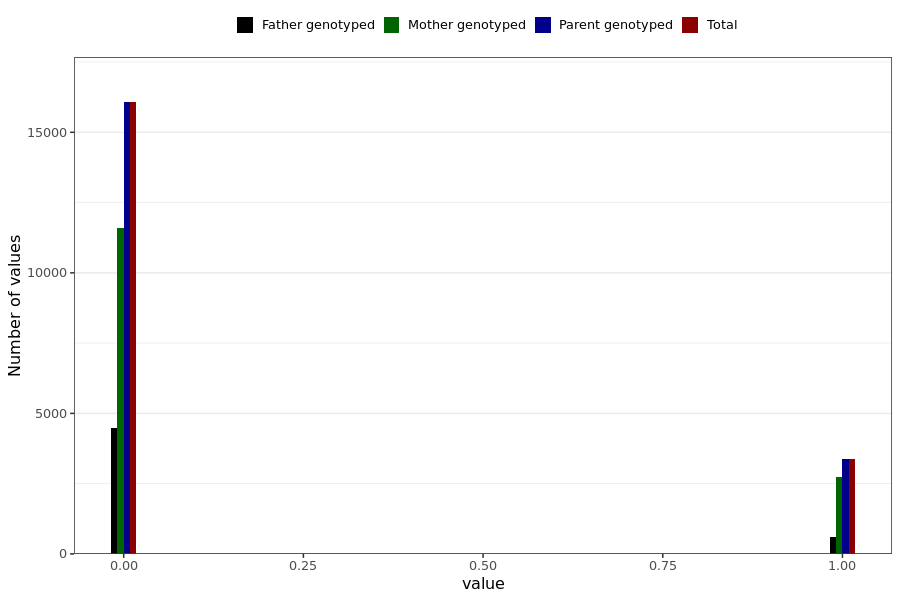 Father genotyped Mother genotyped Parent genotyped Total
Number of values
15000
10000
5000
0
0.00 0.25 0.50 0.75 1.00
value